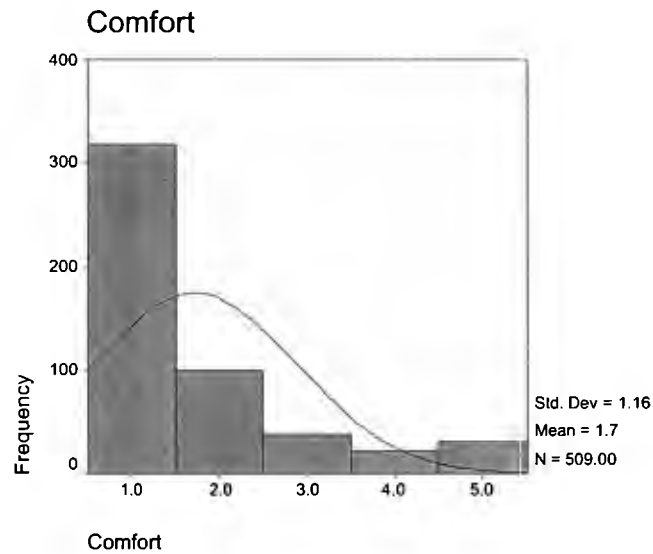 Comfort
400
300
200
100
0
Frequency
1.0 2.0 3.0 4.0 5.0
Std. Dev = 1.16
Mean = 1.7
N = 509.00
Comfort